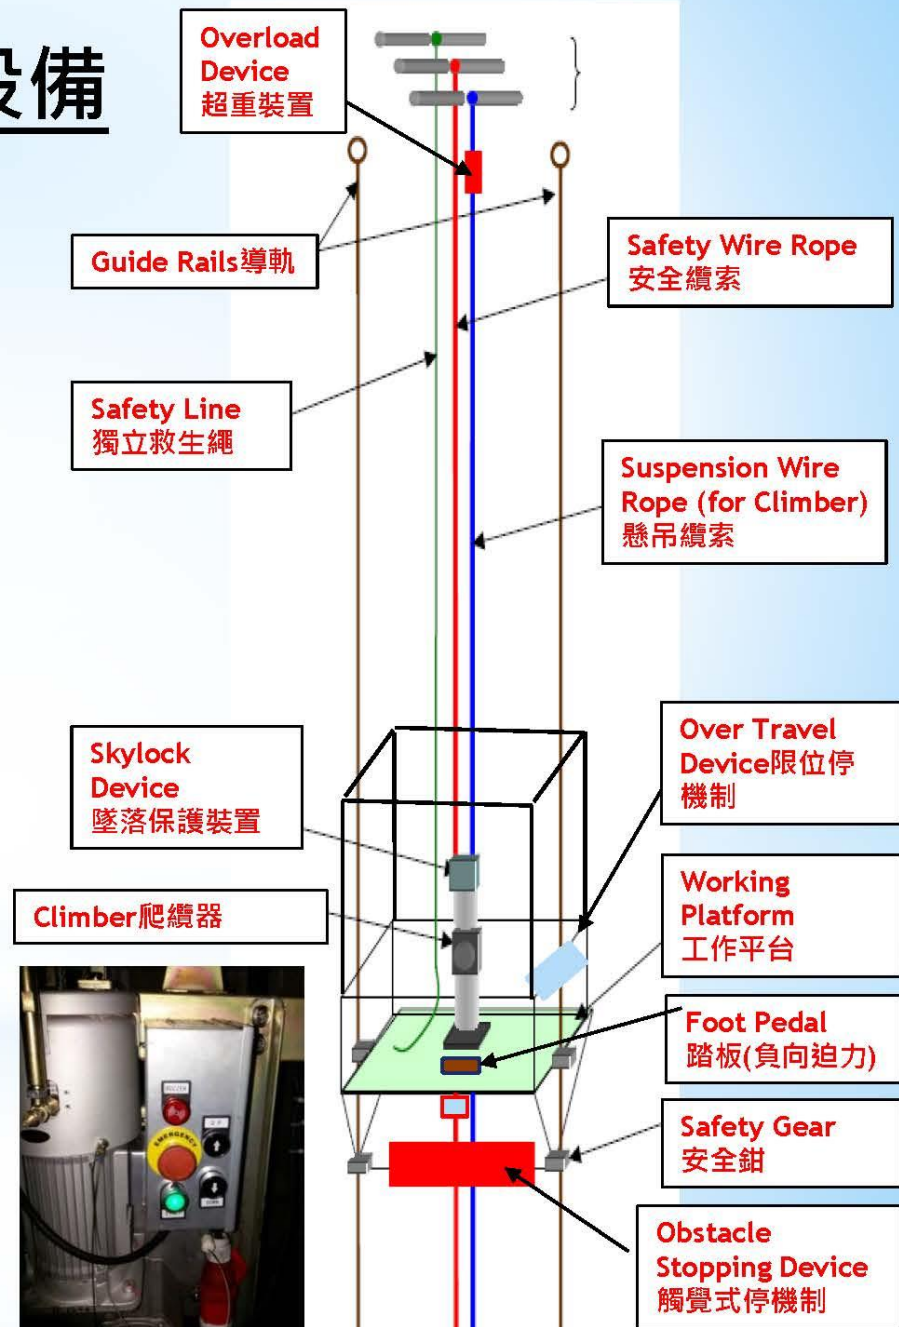 設備
Overload
Device
超重裝置
Guide Rails導軌
Safety Wire Rope
安全纜索
Safety Line
獨立救生繩
Suspension Wire
Rope (for Climber)
懸吊纜索
Skylock
Device
墜落保護裝置
Over Travel
Device限位停
機制
Climber爬纜器
Working
Platform
工作平台
Foot Pedal
踏板(負向迫力)
Safety Gear
安全鉗
Obstacle
Stopping Device
觸覺式停機制
BUZZER
EMERGENCY
UP